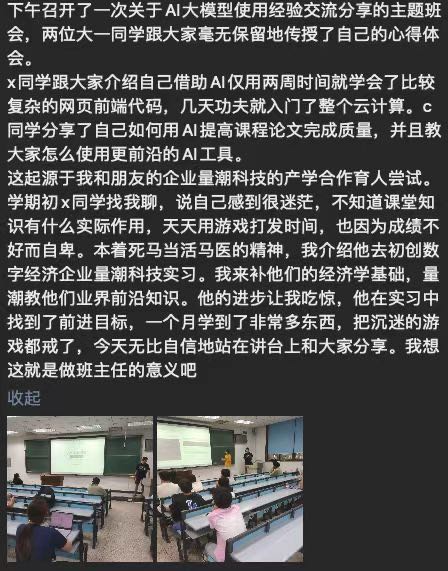 下午召开了一次关于AI大模型使用经验交流分享的主题班
会，两位大一同学跟大家毫无保留地传授了自己的心得体
会。
x同学跟大家介绍自己借助AI仅用两周时间就学会了比较
复杂的网页前端代码，几天功夫就入门了整个云计算。c
同学分享了自己如何用AI提高课程论文完成质量，并且教
大家怎么使用更前沿的AI工具。
这起源于我和朋友的企业量潮科技的产学合作育人尝试。
学期初x同学找我聊，说自己感到很迷茫，不知道课堂知
识有什么实际作用，天天用游戏打发时间，也因为成绩不
好而自卑。本着死马当活马医的精神，我介绍他去初创数
字经济企业量潮科技实习。我来补他们的经济学基础，量
潮教他们业界前沿知识。他的进步让我吃惊，他在实习中
找到了前进目标，一个月学到了非常多东西，把沉迷的游
戏都戒了，今天无比自信地站在讲台上和大家分享。我想
这就是做班主任的意义吧
收起